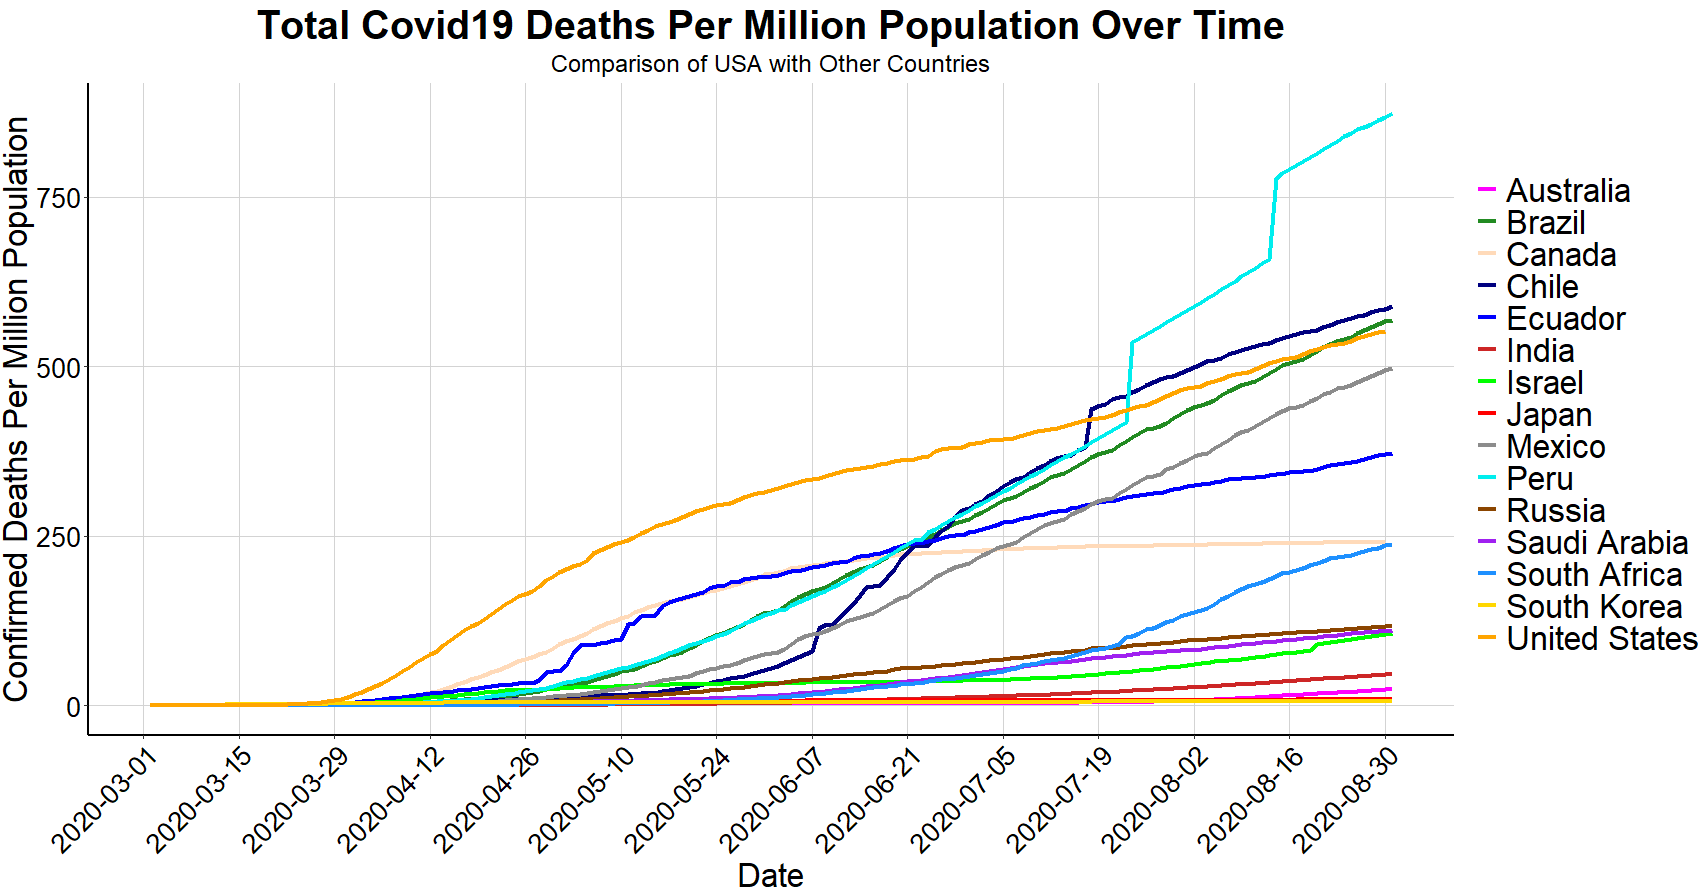 Total Covid19 Deaths Per Million Population Over Time
Comparison of USA with Other Countries
Confirmed Deaths Per Million Population
750
500
250
0
2020-03-01
2020-03-15
2020-03-29
2020-04-12
2020-04-26
2020-05-10
2020-05-24
2020-06-07
2020-06-21
2020-07-05
2020-07-19
2020-08-02
2020-08-16
2020-08-30
Date
Australia
Brazil
Canada
Chile
Ecuador
India
Israel
Japan
Mexico
Peru
Russia
Saudi Arabia
South Africa
South Korea
United States